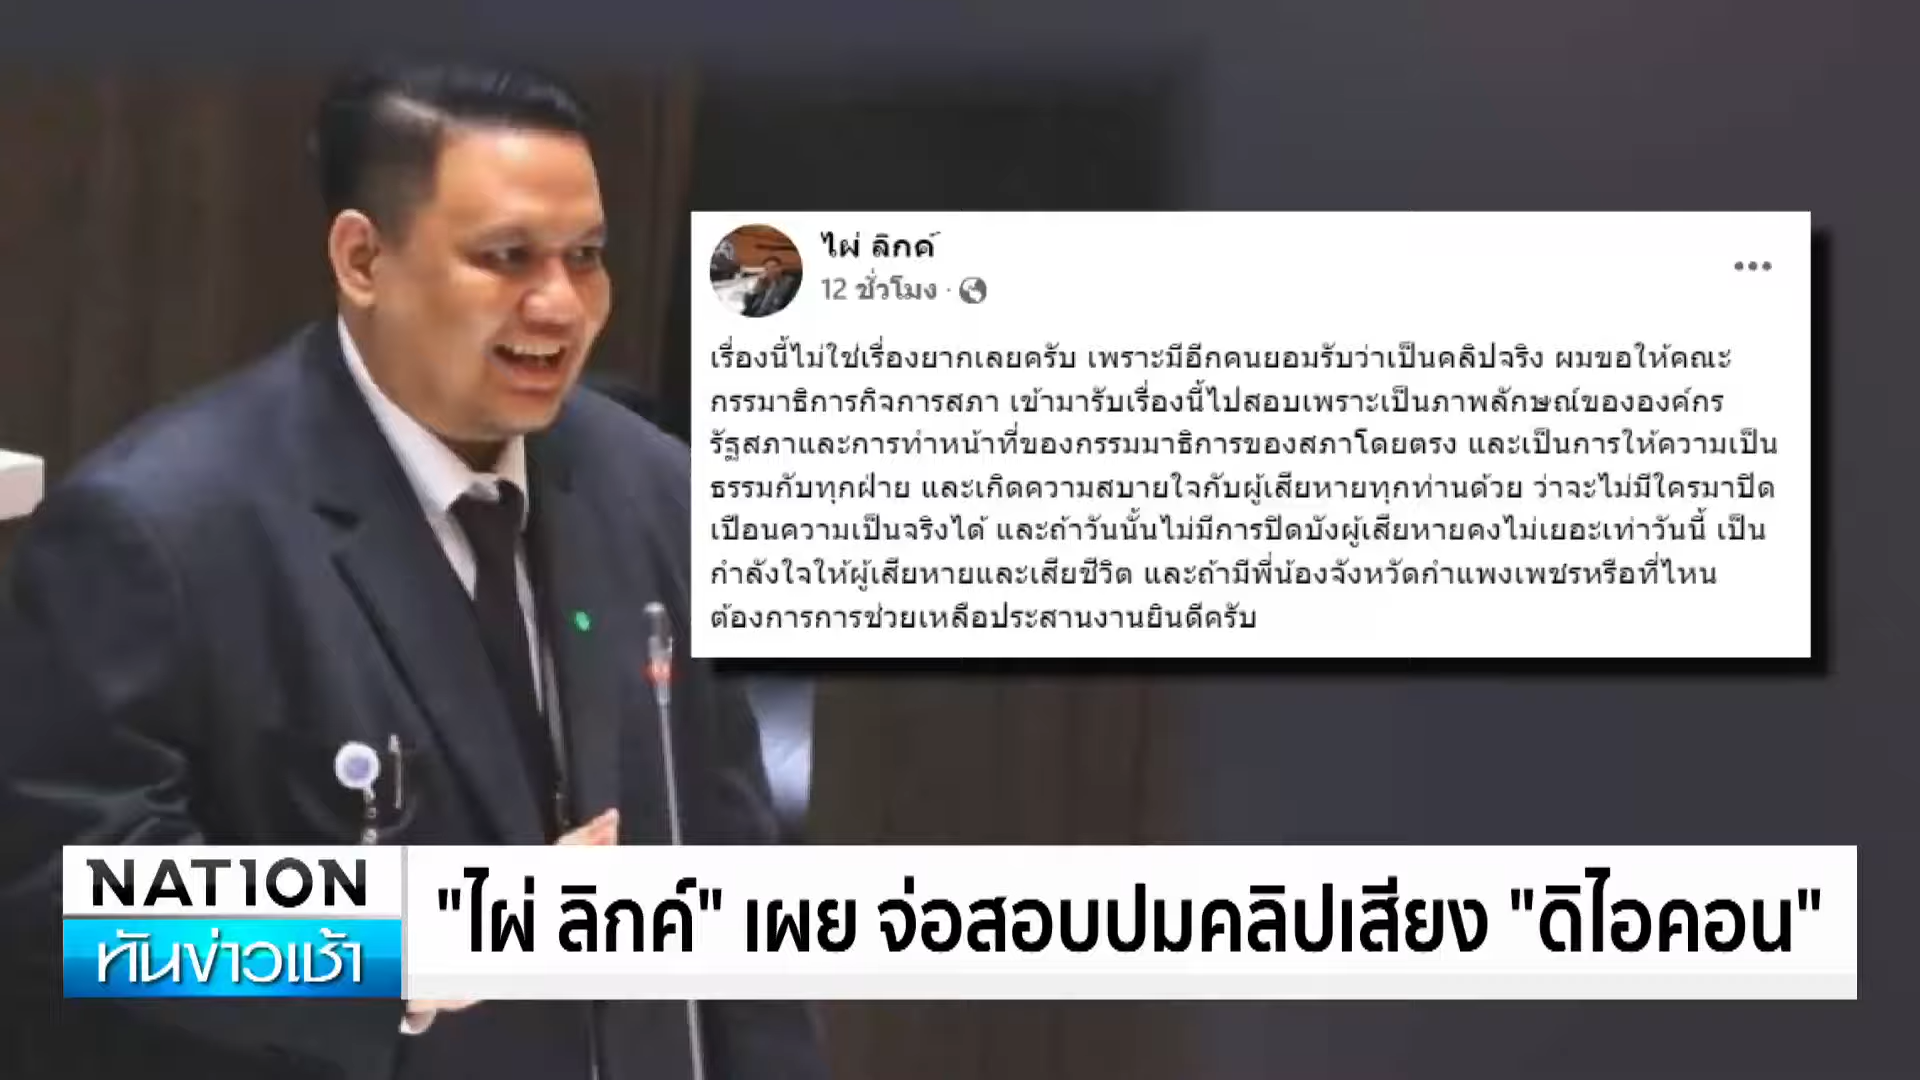 ไผ่ ลิกค์
12 ชั่วโมง ·
เรื่องนี้ไม่ใช่เรื่องยากเลยครับ เพราะมีอีกคนยอมรับว่าเป็นคลิปจริง ผมขอให้คณะ
กรรมาธิการกิจการสภา เข้ามารับเรื่องนี้ไปสอบเพราะเป็นภาพลักษณ์ขององค์กร
รัฐสภาและการทำหน้าที่ของกรรมมาธิการของสภาโดยตรง และเป็นการให้ความเป็น
ธรรมกับทุกฝ่าย และเกิดความสบายใจกับผู้เสียหายทุกท่านด้วย ว่าจะไม่มีใครมาปิด
เปือนความเป็นจริงได้ และถ้าวันนั้นไม่มีการปิดบังผู้เสียหายคงไม่เยอะเท่าวันนี้ เป็น
กำลังใจให้ผู้เสียหายและเสียชีวิต และถ้ามีพี่น้องจังหวัดกำแพงเพชรหรือที่ไหน
ต้องการการช่วยเหลือประสานงานยินดีครับ
NATION
ทันข่าวเช้า
"ไผ่ ลิกค์" เผย จ่อสอบปมคลิปเสียง "ดิไอคอน"